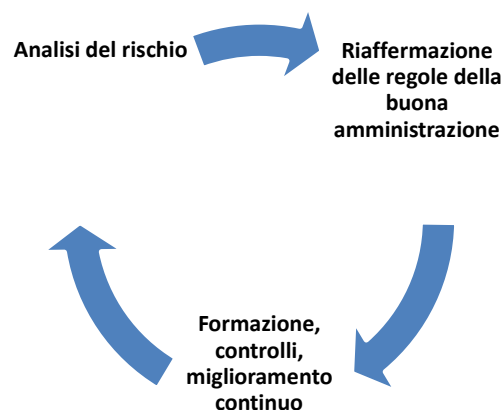 Analisi del rischio
Riaffermazione
delle regole della
buona
amministrazione
Formazione,
controlli,
miglioramento
continuo